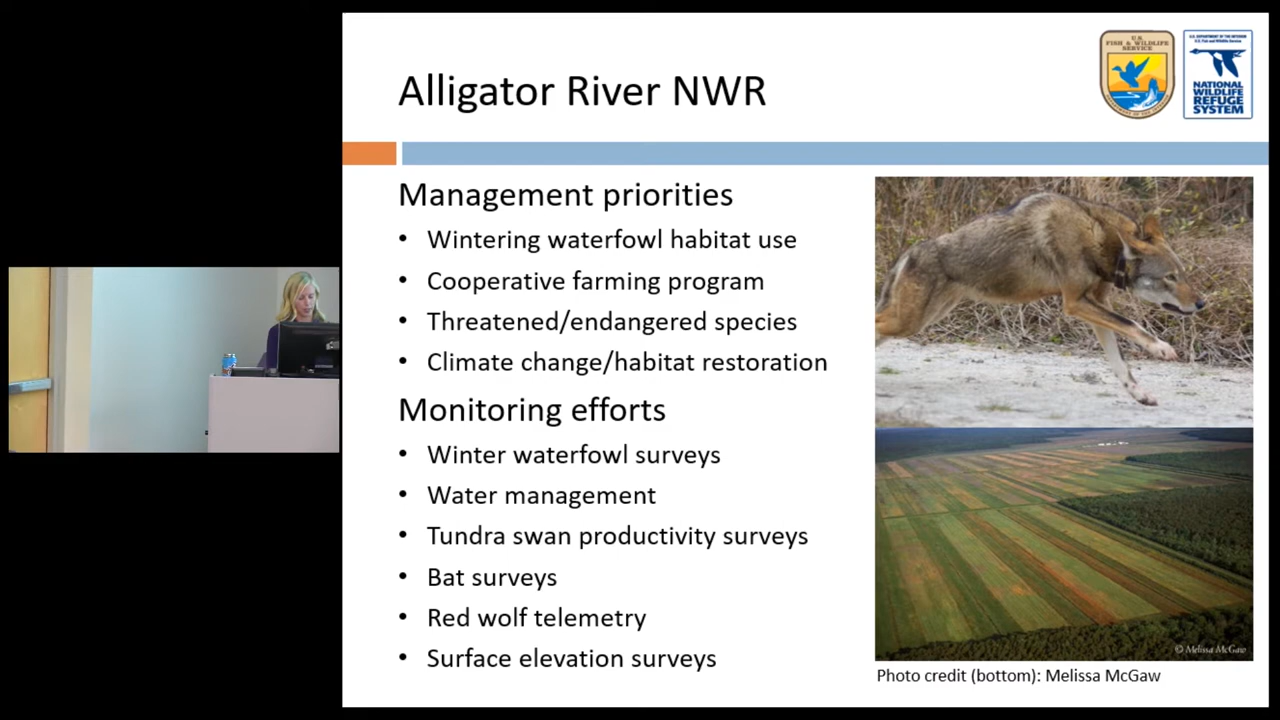 Alligator River NWR
U.S.
FISH & WILDLIFE
SERVICE
U.S. DEPARTMENT OF THE INTERIOR
U.S. Fish and Wildlife Service
NATIONAL
WILDLIFE
REFUGE
SYSTEM
Management priorities
• Wintering waterfowl habitat use
• Cooperative farming program
• Threatened/endangered species
• Climate change/habitat restoration
Monitoring efforts
• Winter waterfowl surveys
• Water management
• Tundra swan productivity surveys
• Bat surveys
• Red wolf telemetry
• Surface elevation surveys
© Melissa McGaw
Photo credit (bottom): Melissa McGaw